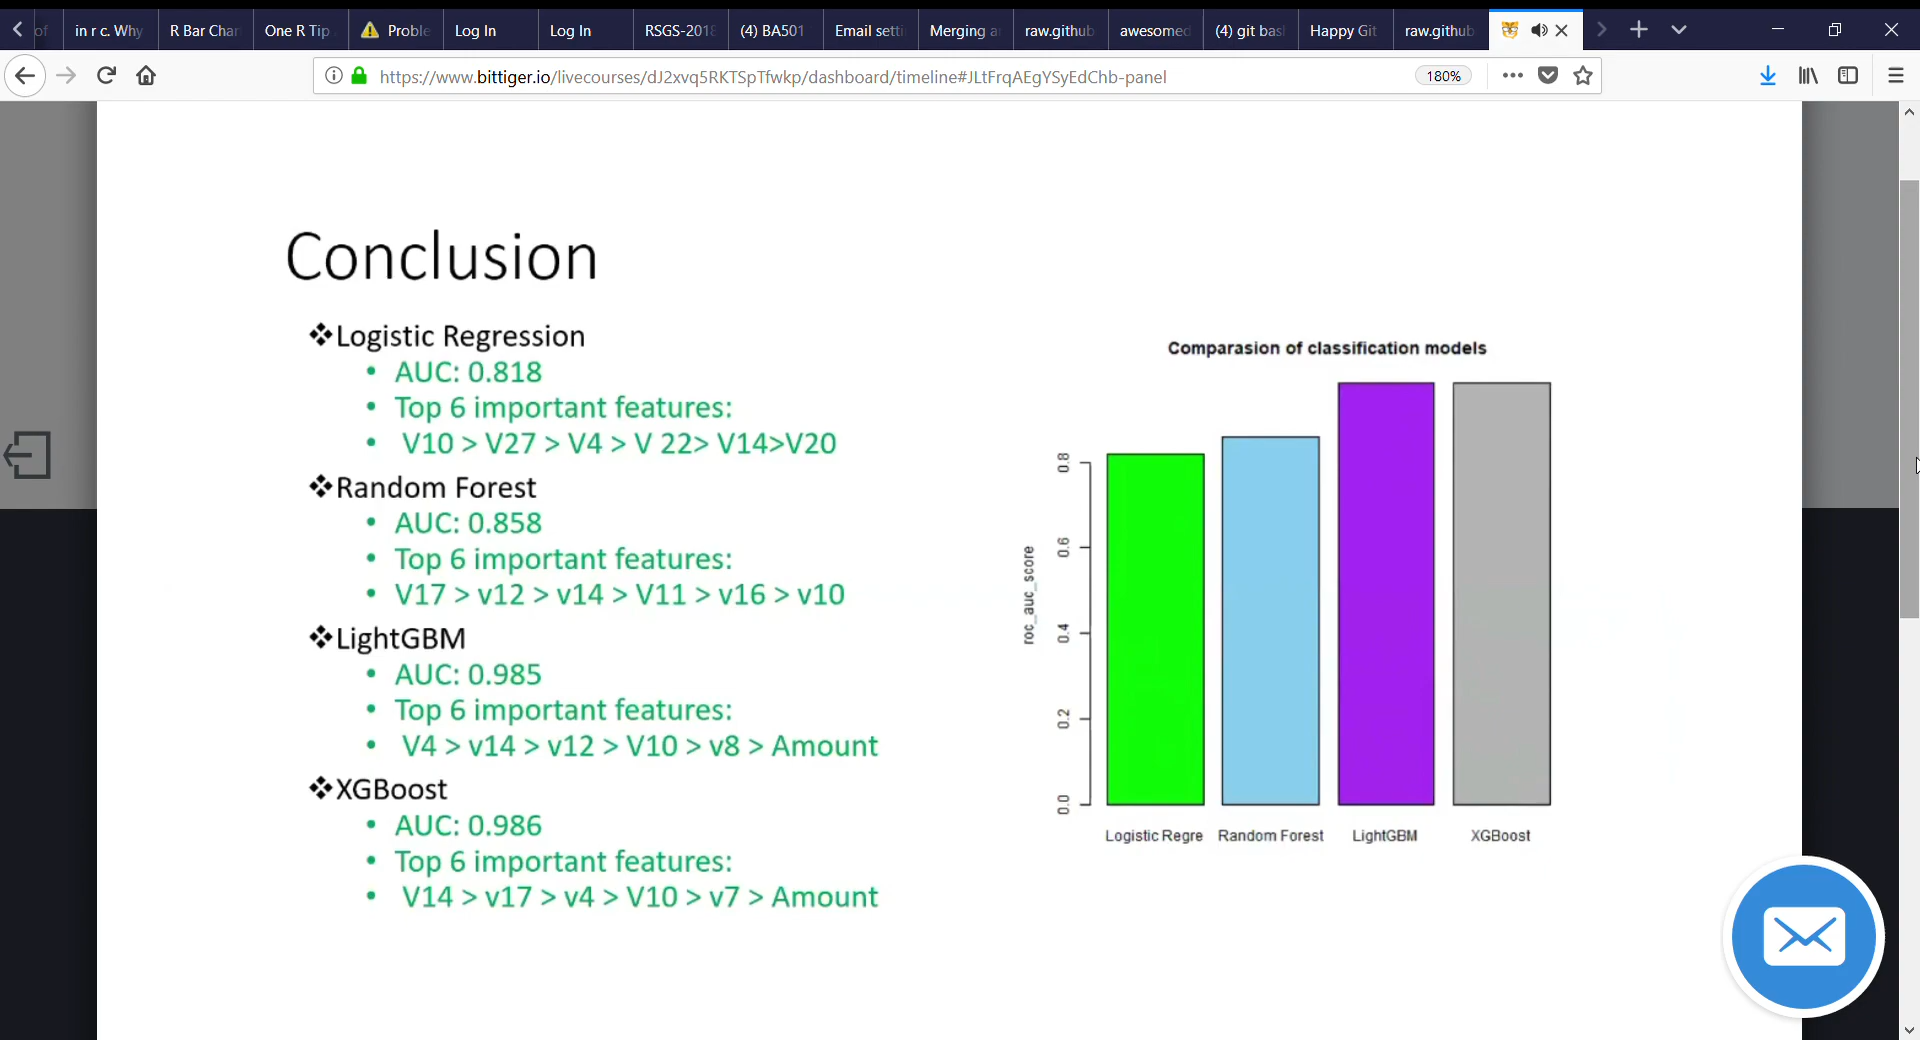 of
in r c. Why
R Bar Char
One R Tip
Proble
Log In
Log In
RSGS-2018
(4) BA501
Email setti
Merging a
raw.github
awesomed
(4) git bas
Happy Git
raw.github
https://www.bittiger.io/livecourses/dJ2xvq5RKTSpTfwkp/dashboard/timeline#JLtFrqAEgYSyEdChb-panel
180%
Conclusion
❖Logistic Regression
• AUC: 0.818
• Top 6 important features:
• V10 > V27 > V4 > V 22> V14>V20
❖Random Forest
• AUC: 0.858
• Top 6 important features:
• V17 > v12 > v14 > V11 > v16 > v10
❖LightGBM
• AUC: 0.985
• Top 6 important features:
• V4 > v14 > v12 > V10 > v8 > Amount
❖XGBoost
• AUC: 0.986
• Top 6 important features:
• V14 > v17 > v4 > V10 > v7 > Amount
Comparasion of classification models
roc_auc_score
0.8
0.6
0.4
0.2
0.0
Logistic Regre
Random Forest
LightGBM
XGBoost